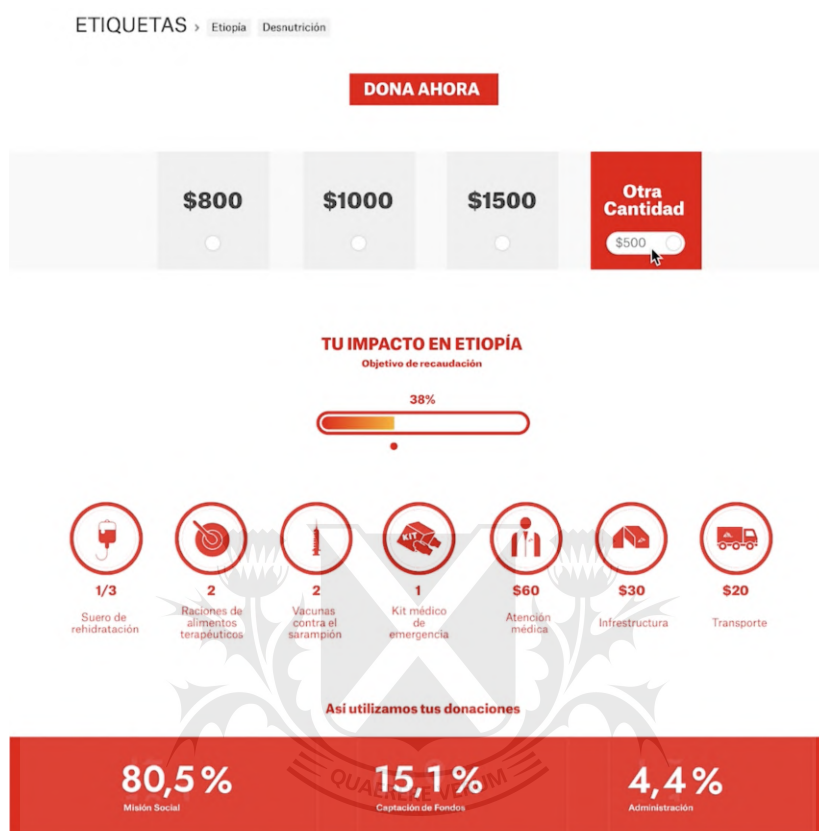 ETIQUETAS › Etiopía Desnutrición
DONA AHORA
$800
$1000
$1500
Otra
Cantidad
$500
TU IMPACTO EN ETIOPÍA
Objetivo de recaudación
38%
KIT
1/3
Suero de
rehidratación
2
Raciones de
alimentos
terapéuticos
2
Vacunas
contra el
sarampión
1
Kit médico
de
emergencia
$60
Atención
médica
$30
Infrestructura
$20
Transporte
Así utilizamos tus donaciones
80,5%
Misión Social
15,1%
Captación de Fondos
4,4%
Administración
QUAERERE VERUM